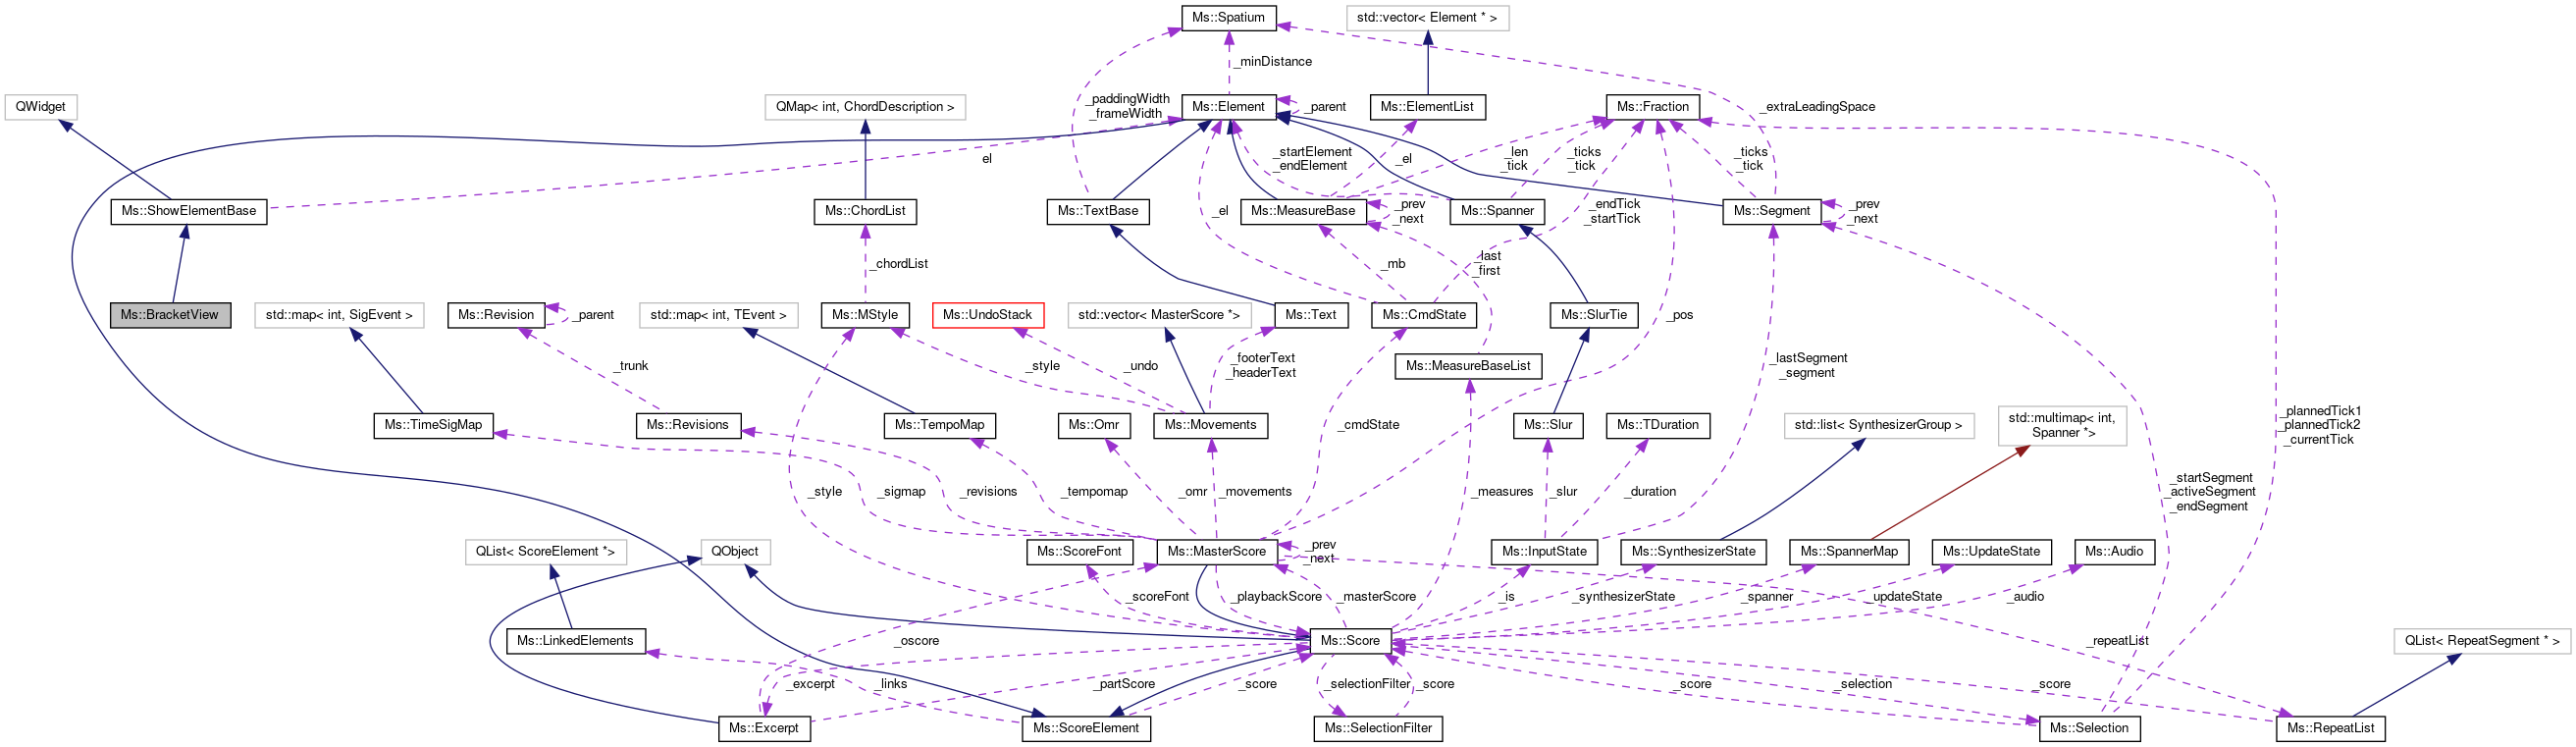 Ms::Spatium
std::vector< Element * >
_minDistance
QWidget
QMap< int, ChordDescription >
_paddingWidth
_frameWidth
Ms::Element
_parent
Ms::ElementList
Ms::Fraction
_extraLeadingSpace
el
_startElement
_endElement
_el
_len
_tick
_ticks
_tick
_ticks
_tick
Ms::ShowElementBase
Ms::ChordList
Ms::TextBase
_el
Ms::MeasureBase
_prev
_next
Ms::Spanner
_endTick
_startTick
Ms::Segment
_prev
_next
_chordList
_mb
_last
_first
Ms::BracketView
std::map< int, SigEvent >
Ms::Revision
_parent
std::map< int, TEvent >
Ms::MStyle
Ms::UndoStack
std::vector< MasterScore *>
Ms::Text
Ms::CmdState
Ms::SlurTie
_pos
_trunk
_style
_undo
_footerText
_headerText
Ms::MeasureBaseList
_lastSegment
_segment
Ms::TimeSigMap
Ms::Revisions
Ms::TempoMap
Ms::Omr
Ms::Movements
_cmdState
Ms::Slur
Ms::TDuration
std::list< SynthesizerGroup >
std::multimap< int,
Spanner *>
_plannedTick1
_plannedTick2
_currentTick
_style
_sigmap
_revisions
_tempomap
_omr
_movements
_measures
_slur
_duration
_startSegment
_activeSegment
_endSegment
QList< ScoreElement *>
QObject
Ms::ScoreFont
Ms::MasterScore
_prev
_next
Ms::InputState
Ms::SynthesizerState
Ms::SpannerMap
Ms::UpdateState
Ms::Audio
_scoreFont
_playbackScore
_masterScore
_is
_synthesizerState
_spanner
_updateState
_audio
Ms::LinkedElements
_oscore
Ms::Score
_repeatList
QList< RepeatSegment * >
_excerpt
_links
_partScore
_score
_selectionFilter
_score
_score
_selection
_score
Ms::Excerpt
Ms::ScoreElement
Ms::SelectionFilter
Ms::Selection
Ms::RepeatList